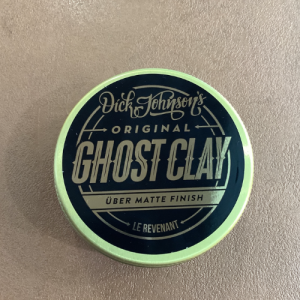 Dick Johnson's
ORIGINAL
GHOST CLAY
ÜBER MATTE FINISH
LE REVENANT